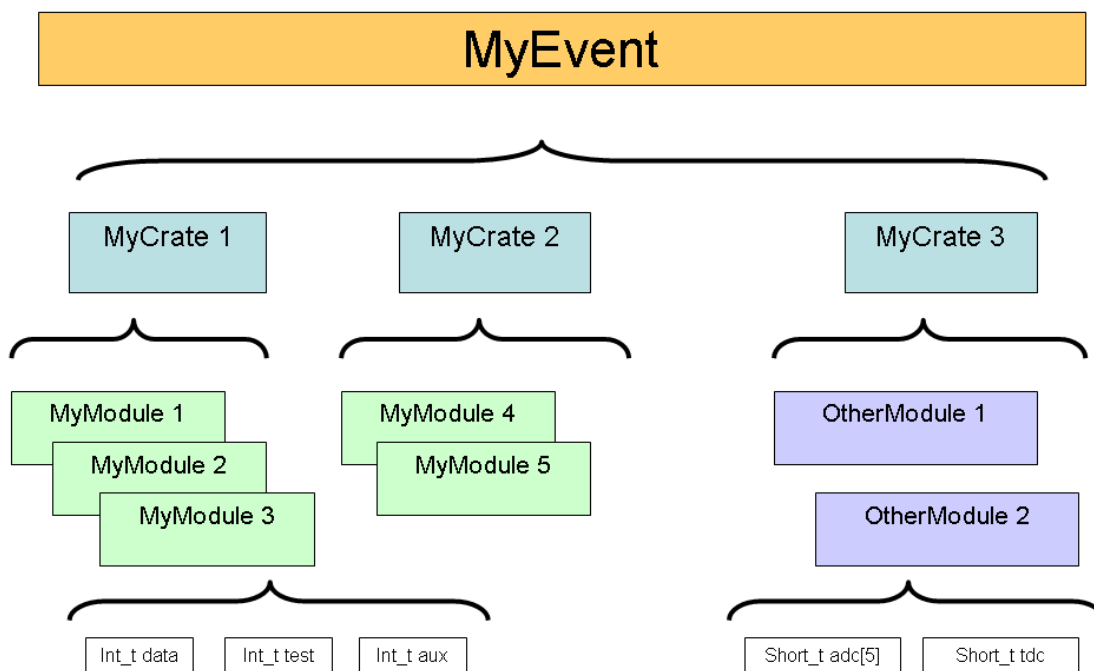 MyEvent
MyCrate 1
MyCrate 2
MyCrate 3
MyModule 1
MyModule 2
MyModule 3
MyModule 4
MyModule 5
OtherModule 1
OtherModule 2
Int_t data
Int_t test
Int_t aux
Short_t adc[5]
Short_t tdc